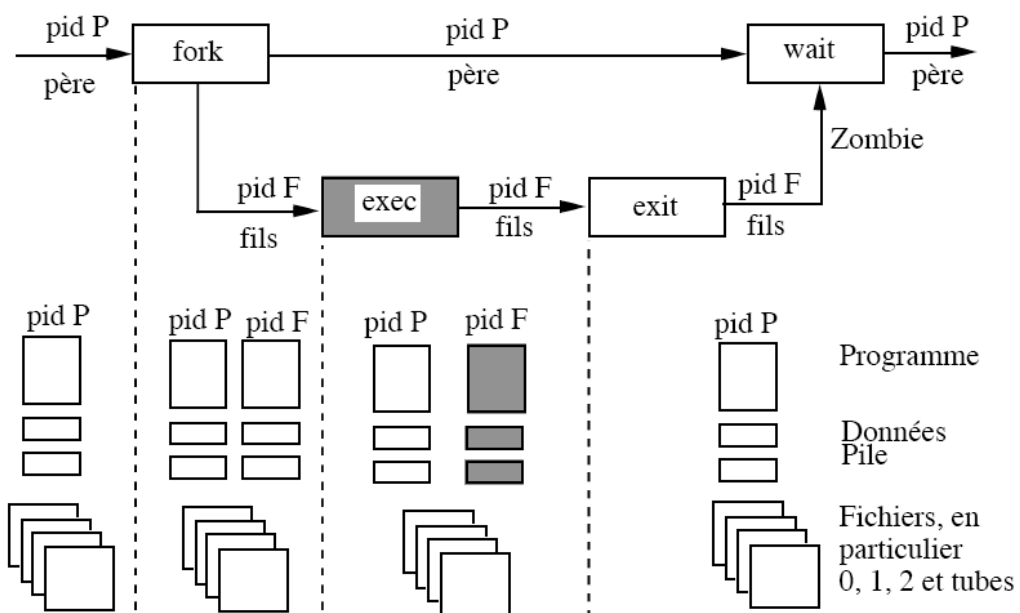 pid P
père
fork
pid P
père
wait
pid P
père
Zombie
pid F
fils
exec
pid F
fils
exit
pid F
fils
pid P
pid P
pid F
pid P
pid F
pid P
Programme
Données
Pile
Fichiers, en
particulier
0, 1, 2 et tubes